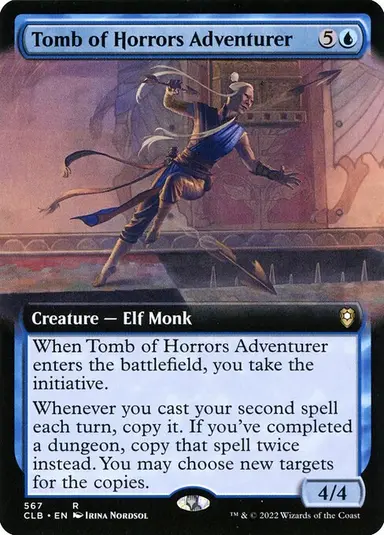 Tomb of Horrors Adventurer 5
Creature — Elf Monk
When Tomb of Horrors Adventurer
enters the battlefield, you take the
initiative.
Whenever you cast your second spell
each turn, copy it. If you've completed
a dungeon, copy that spell twice
instead. You may choose new targets
for the copies.
4/4
567 R
CLB • EN Irina Nordsol
™ & © 2022 Wizards of the Coast